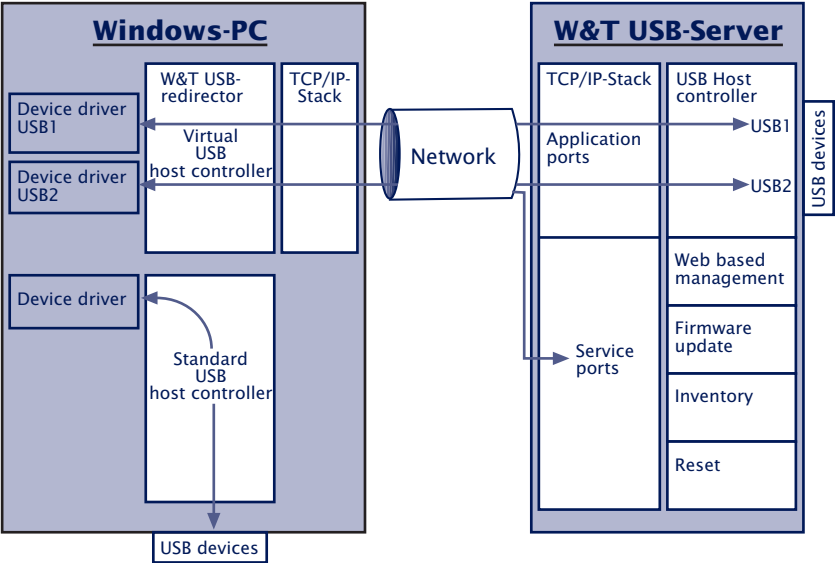 Windows-PC
W&T USB-
redirector
TCP/IP-
Stack
Device driver
USB1
Virtual
USB
host controller
Device driver
USB2
Device driver
Standard
USB
host controller
USB devices
Network
W&T USB-Server
TCP/IP-Stack
USB Host
controller
Application
ports
USB1
USB2
USB devices
Service
ports
Web based
management
Firmware
update
Inventory
Reset